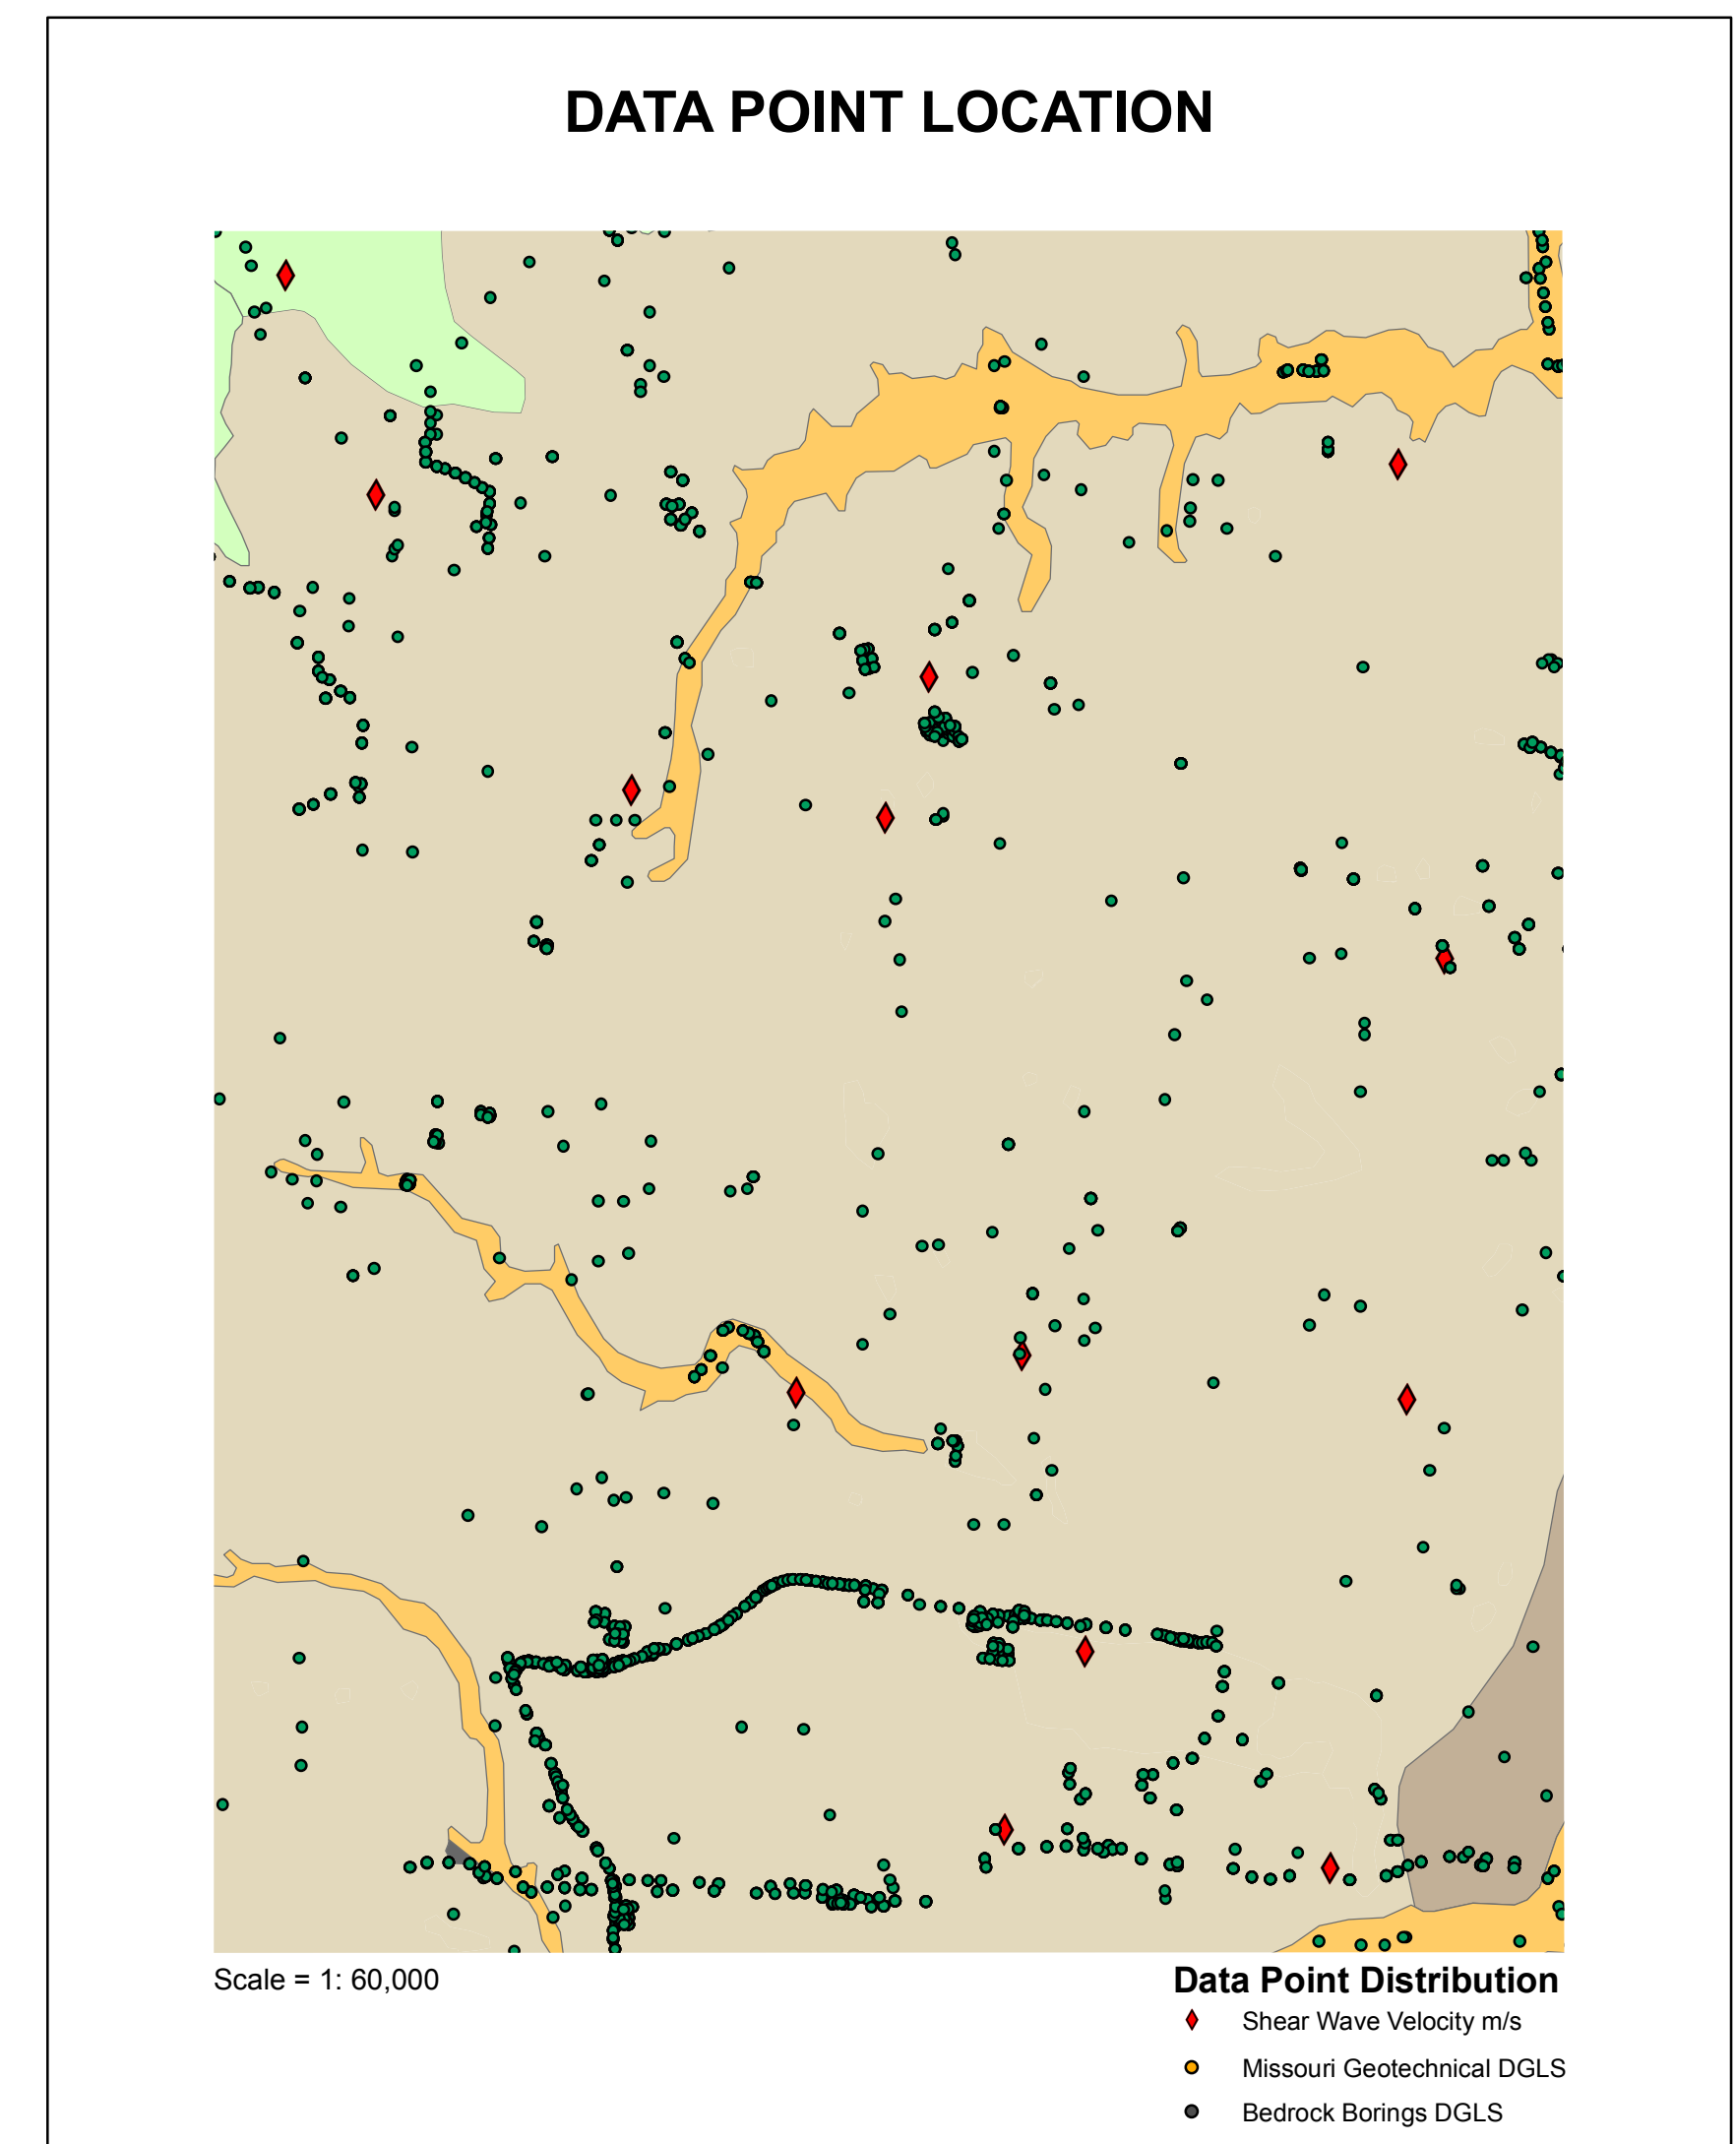 DATA POINT LOCATION
Scale = 1: 60,000
Data Point Distribution
Shear Wave Velocity m/s
Missouri Geotechnical DGLS
Bedrock Borings DGLS